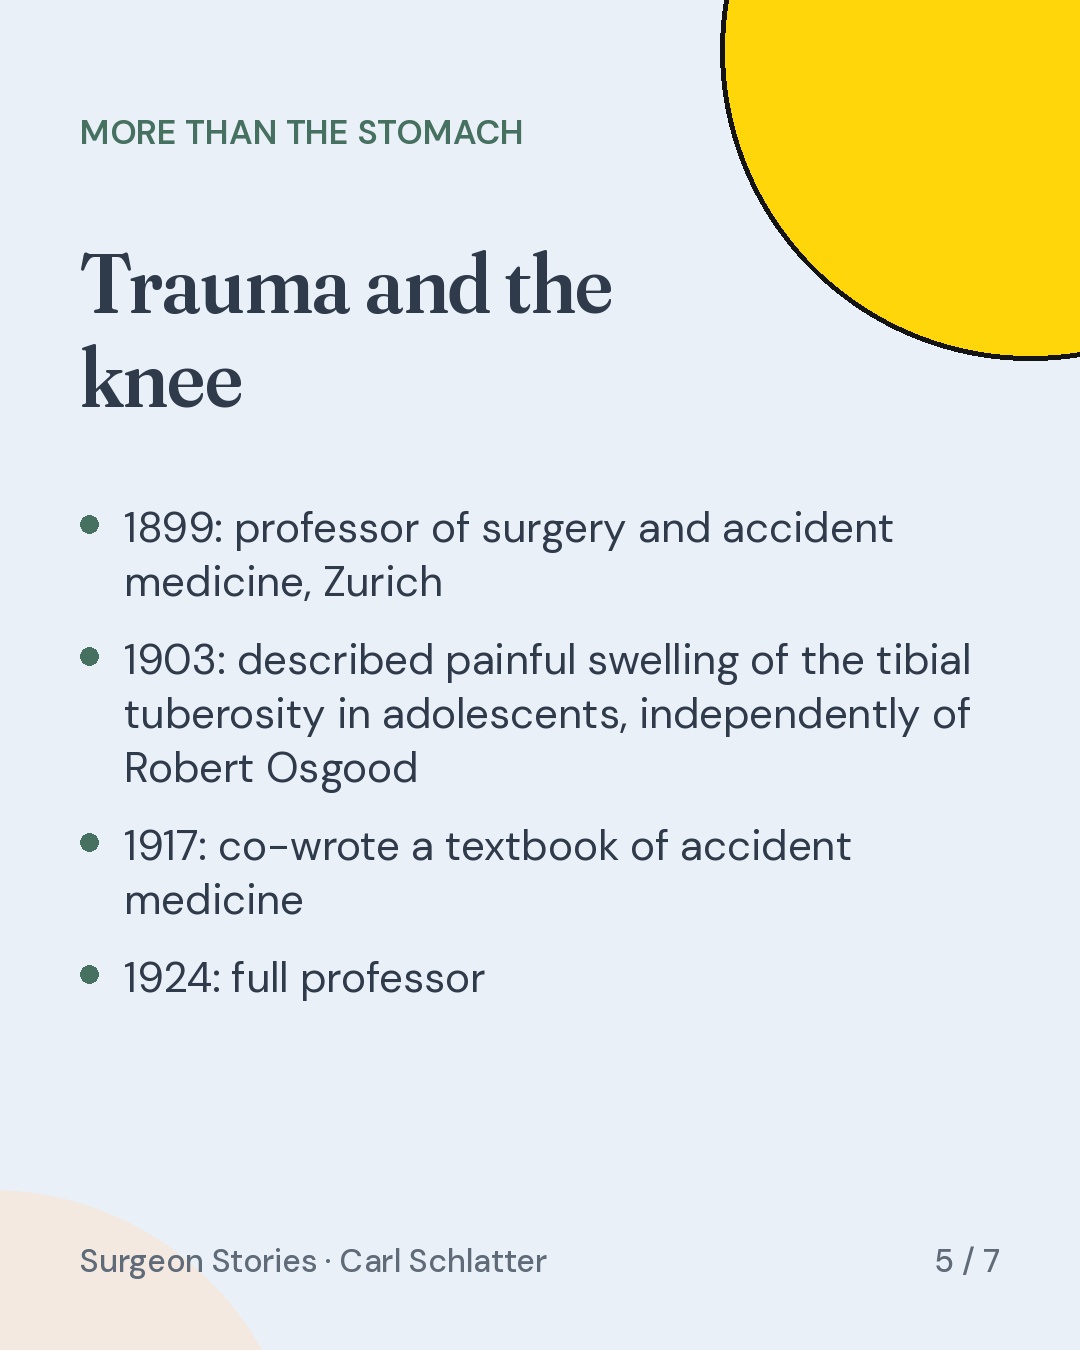 MORE THAN THE STOMACH
Trauma and the
knee
1899: professor of surgery and accident
medicine, Zurich
1903: described painful swelling of the tibial
tuberosity in adolescents, independently of
Robert Osgood
1917: co-wrote a textbook of accident
medicine
1924: full professor
Surgeon Stories · Carl Schlatter
5 / 7